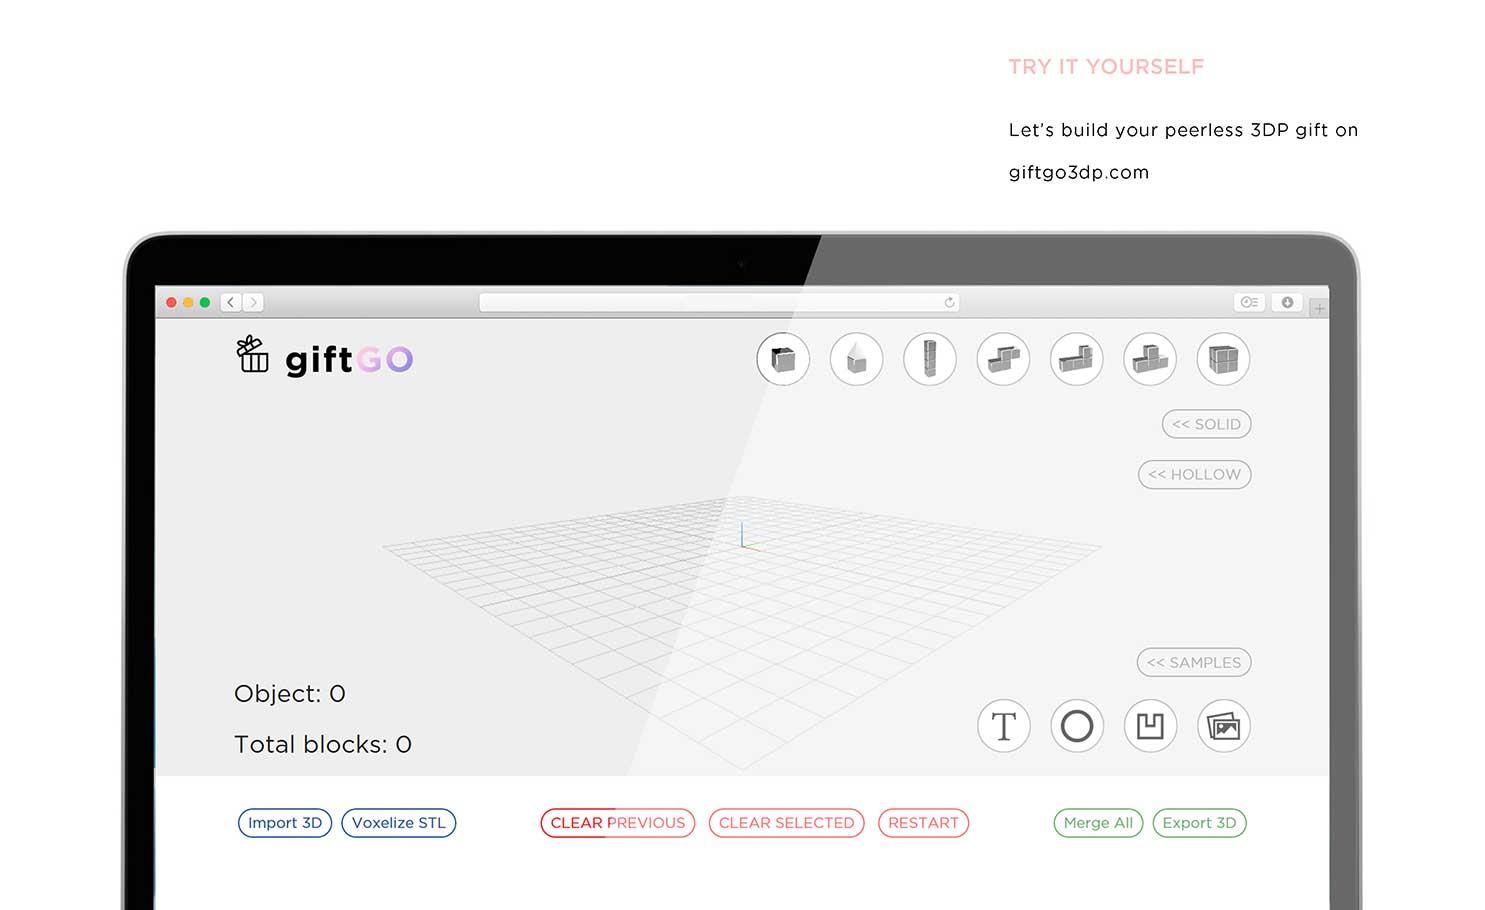 TRY IT YOURSELF
Let's build your peerless 3DP gift on
giftgo3dp.com
giftGO
<< SOLID
<< HOLLOW
<< SAMPLES
Object: 0
Total blocks: 0
T
Import 3D
Voxelize STL
CLEAR PREVIOUS
CLEAR SELECTED
RESTART
Merge All
Export 3D